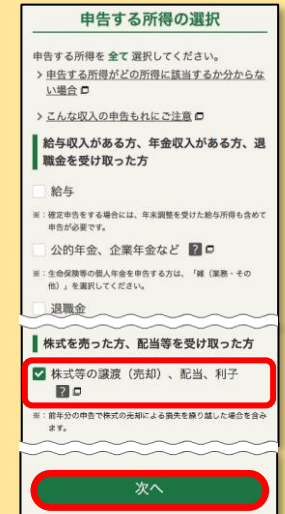 申告する所得の選択
申告する所得を 全て 選択してください。
> 申告する所得がどの所得に該当するか分からな
い場合
> こんな収入の申告もれにご注意
給与収入がある方、年金収入がある方、退
職金を受け取った方
給与
※：確定申告をする場合には、年末調整を受けた給与所得も含めて
申告が必要です。
公的年金、企業年金など ?
※：生命保険等の個人年金を申告する方は、「雑（業務・その
他）」を選択してください。
退職金
株式を売った方、配当等を受け取った方
株式等の譲渡（売却）、配当、利子
?
※：前年分の申告で株式の売却による損失を繰り越した場合を含み
ます。
次へ